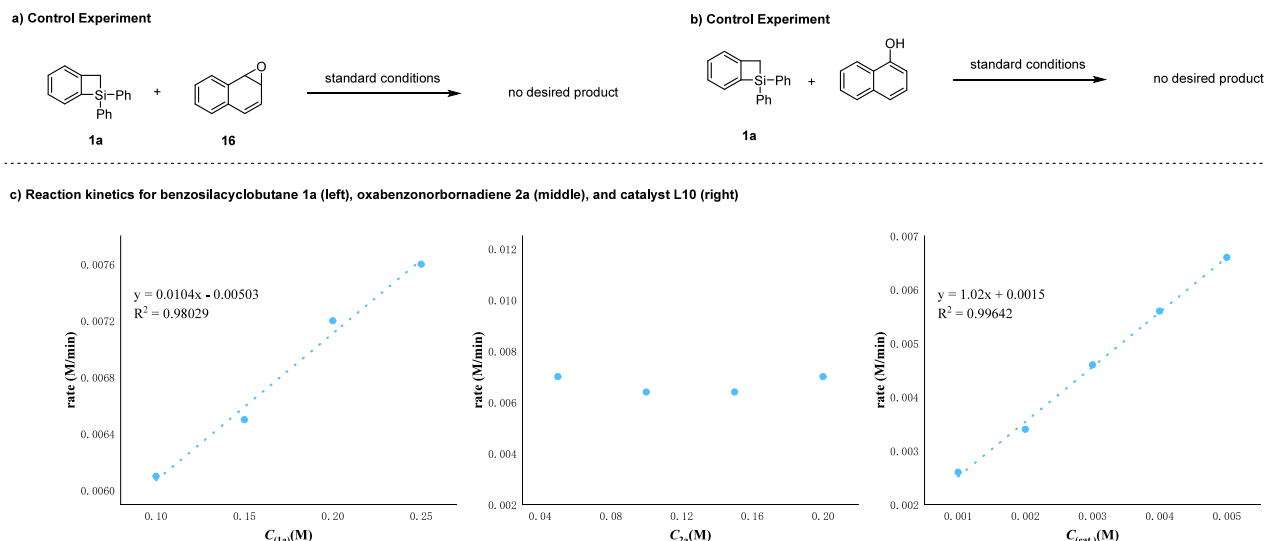 a) Control Experiment
b) Control Experiment
Si
Ph
Ph
1a
+
O
16
standard conditions
no desired product
Si
Ph
Ph
1a
+
OH
standard conditions
no desired product
c) Reaction kinetics for benzosilacyclobutane 1a (left), oxabenzonorbornadiene 2a (middle), and catalyst L10 (right)
rate (M/min)
0.0076
0.0072
0.0068
0.0064
0.0060
y = 0.0104x - 0.00503
R² = 0.98029
0.10 0.15 0.20 0.25
C(1a)(M)
rate (M/min)
0.012
0.010
0.008
0.006
0.004
0.002
0.04 0.08 0.12 0.16 0.20
C2a(M)
rate (M/min)
0.007
0.006
0.005
0.004
0.003
0.002
y = 1.02x + 0.0015
R² = 0.99642
0.001 0.002 0.003 0.004 0.005
C(cat.)(M)